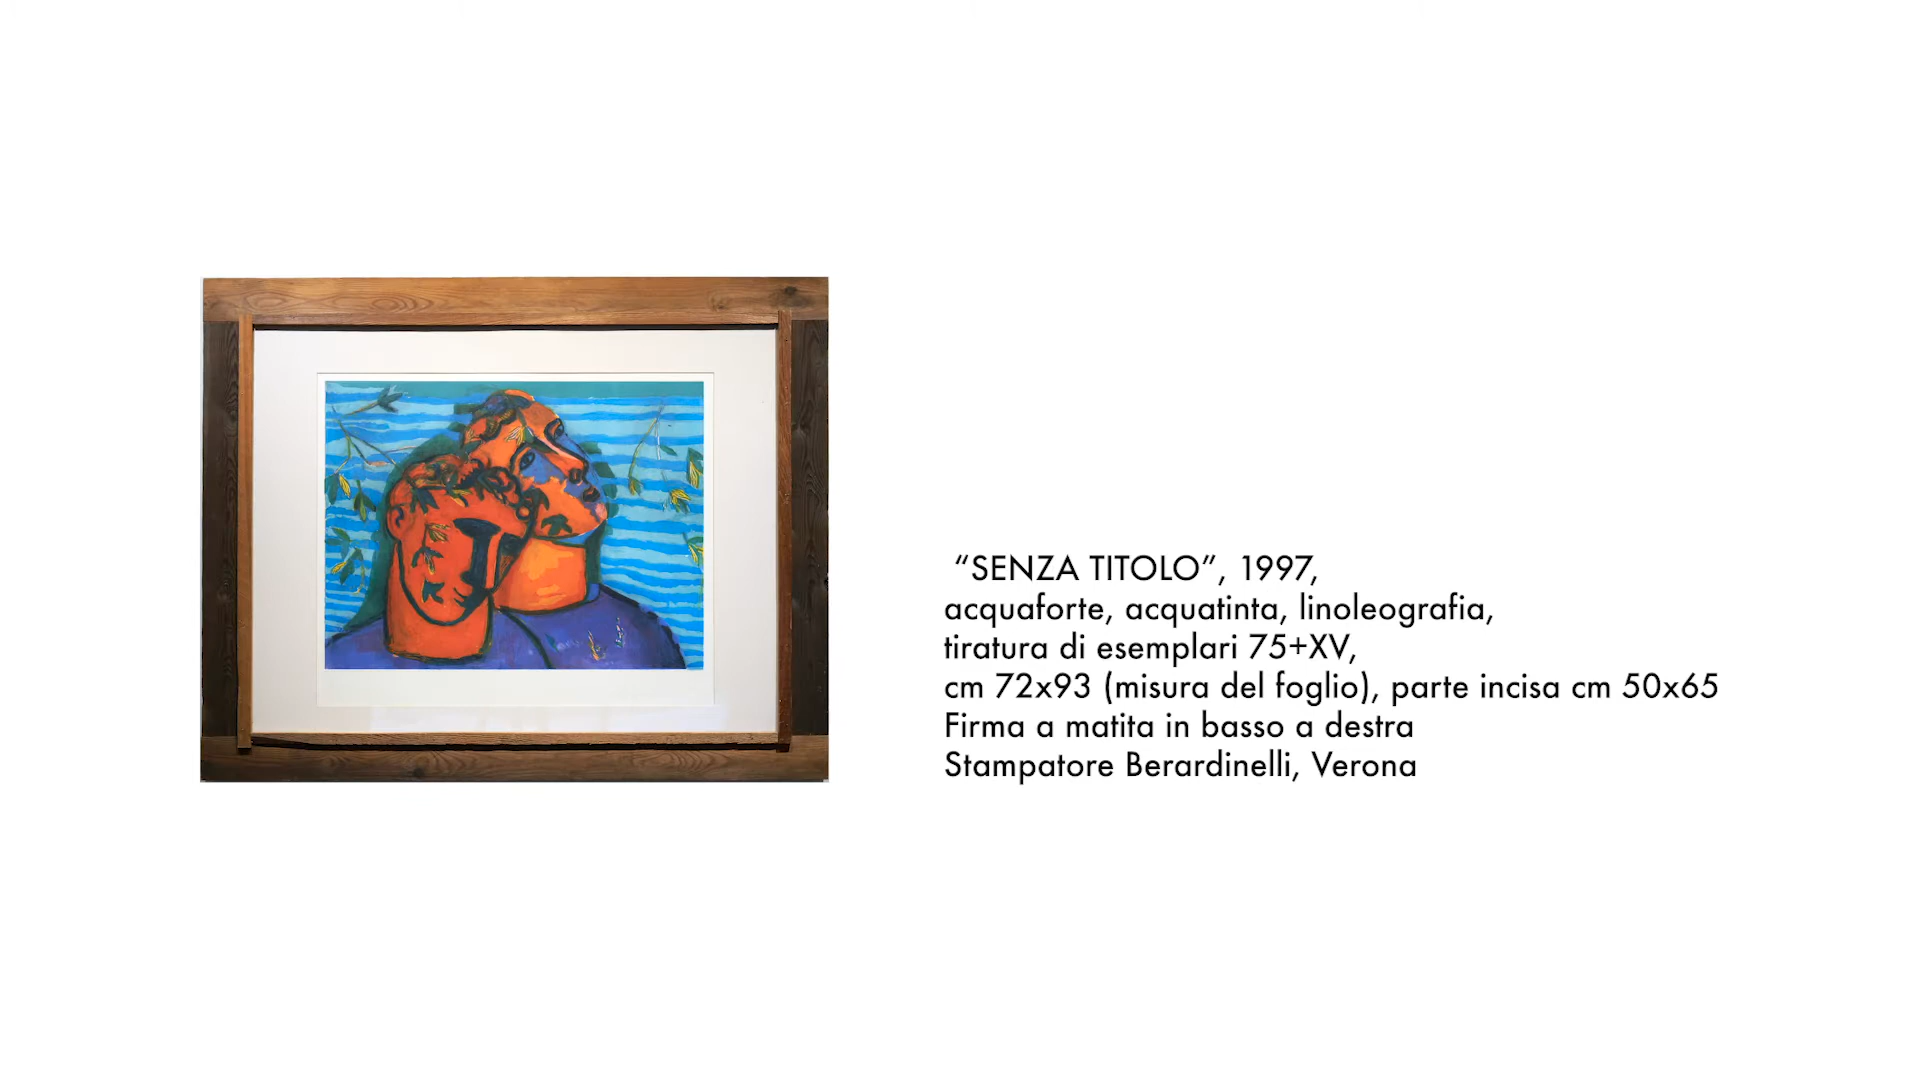 “SENZA TITOLO”, 1997,
acquaforte, acquatinta, linoleografia,
tiratura di esemplari 75+XV,
cm 72x93 (misura del foglio), parte incisa cm 50x65
Firma a matita in basso a destra
Stampatore Berardinelli, Verona